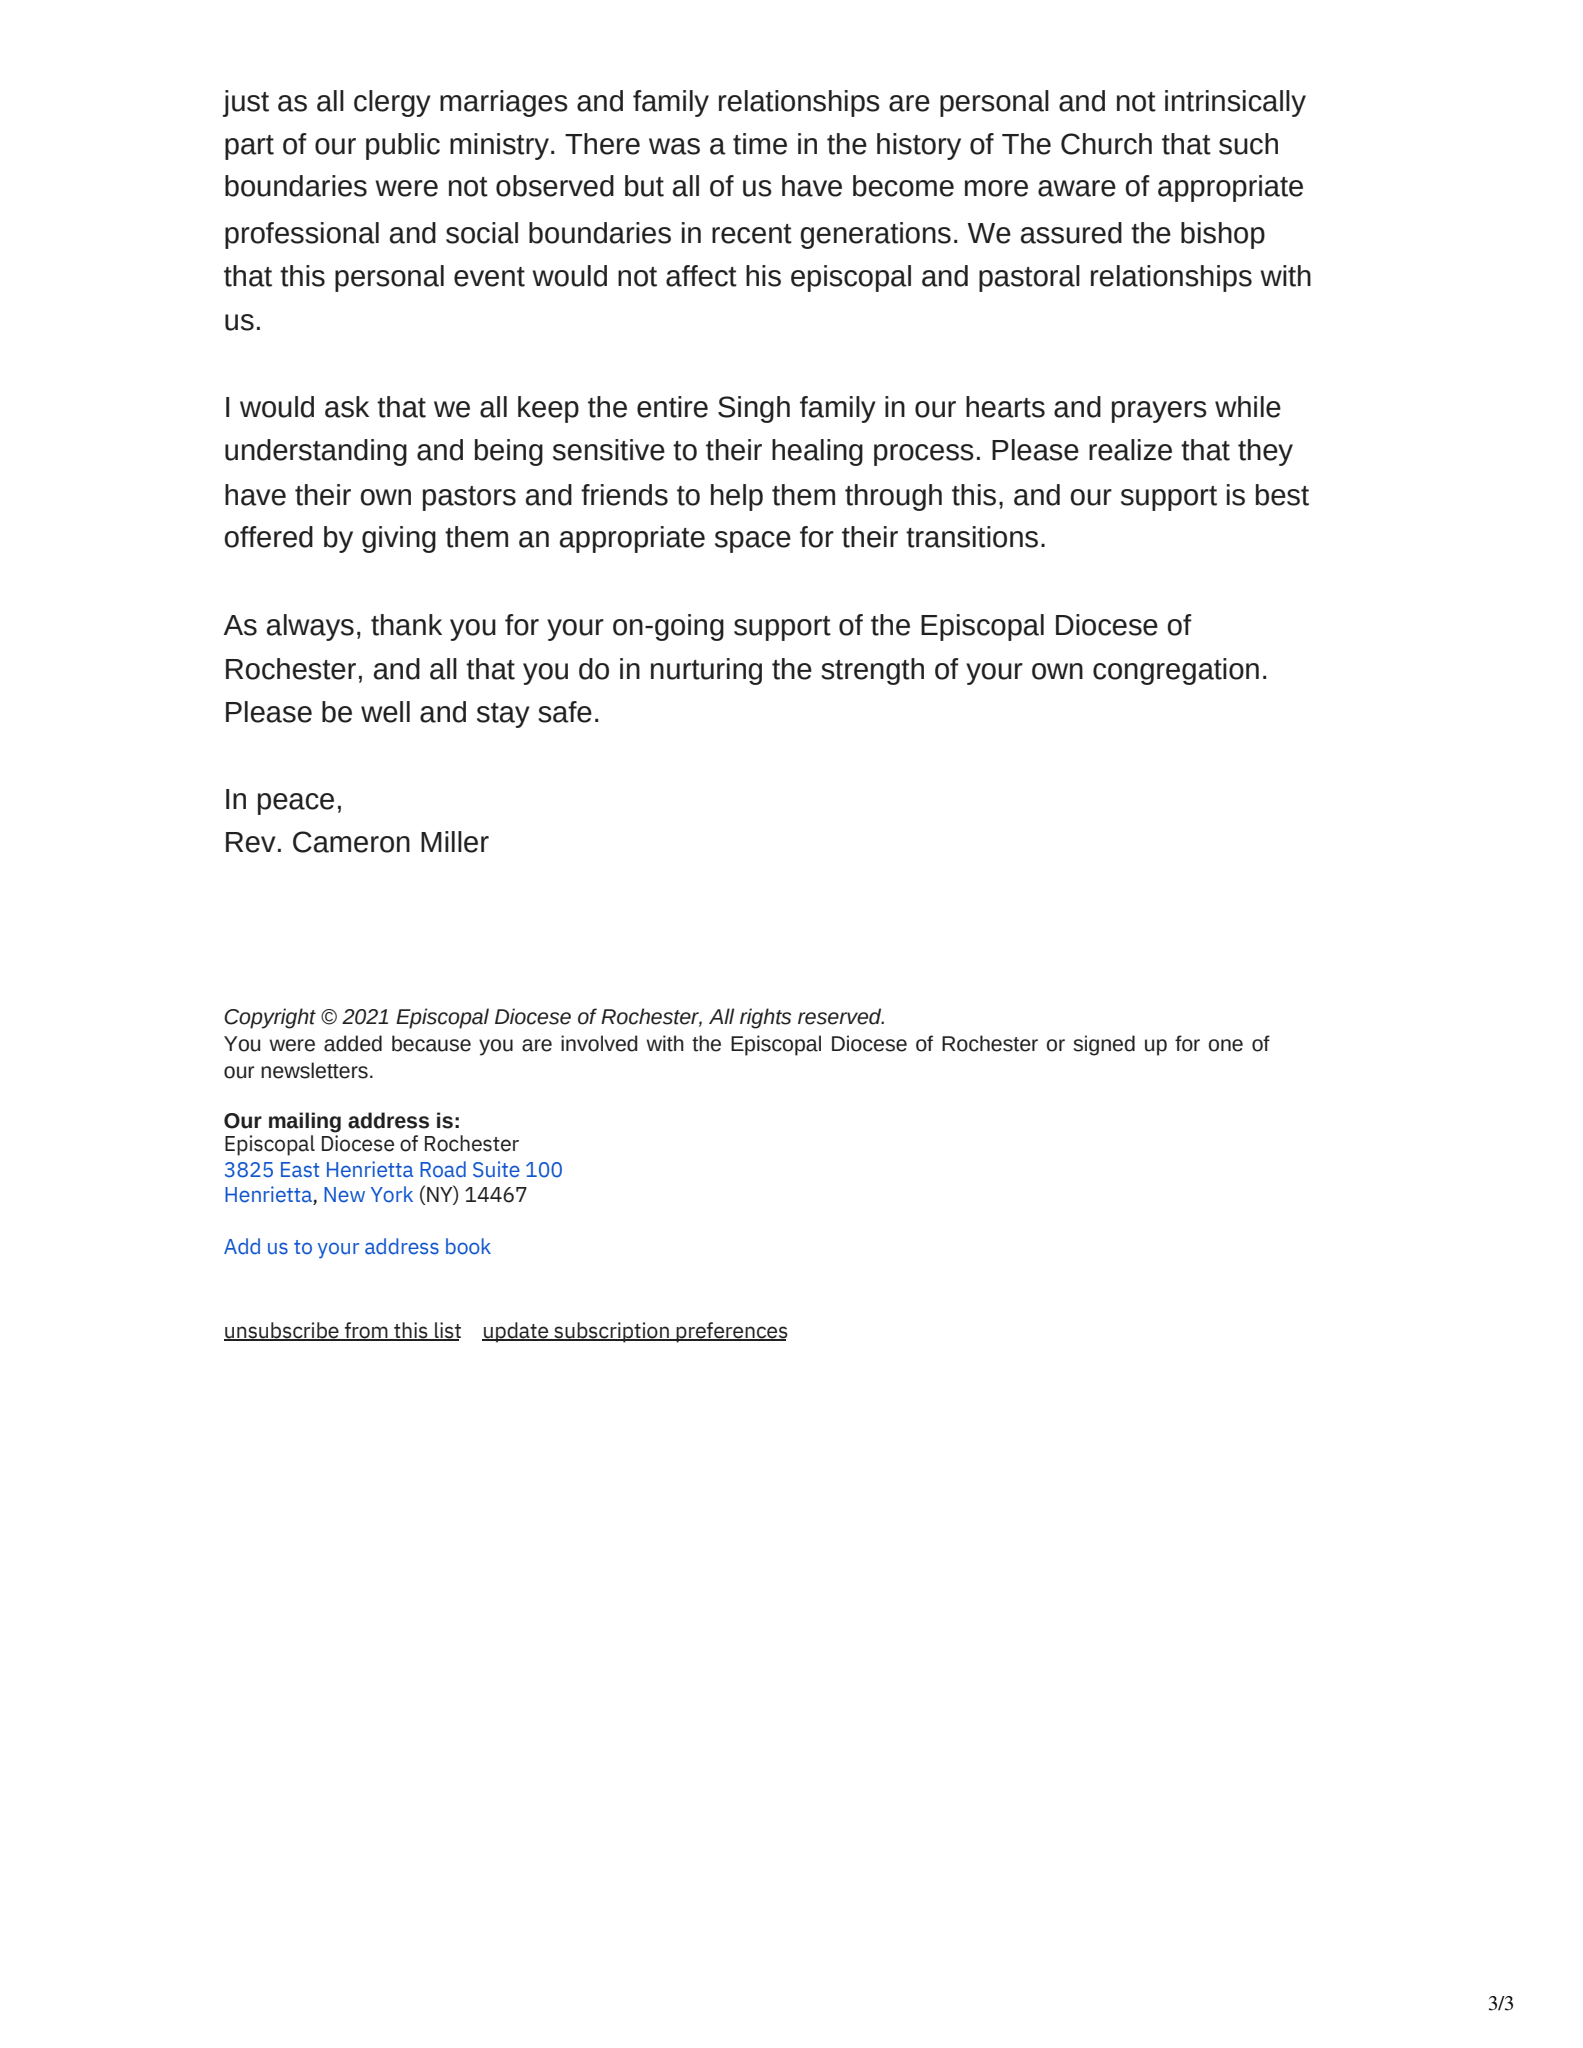 just as all clergy marriages and family relationships are personal and not intrinsically
part of our public ministry. There was a time in the history of The Church that such
boundaries were not observed but all of us have become more aware of appropriate
professional and social boundaries in recent generations. We assured the bishop
that this personal event would not affect his episcopal and pastoral relationships with
us.
I would ask that we all keep the entire Singh family in our hearts and prayers while
understanding and being sensitive to their healing process. Please realize that they
have their own pastors and friends to help them through this, and our support is best
offered by giving them an appropriate space for their transitions.
As always, thank you for your on-going support of the Episcopal Diocese of
Rochester, and all that you do in nurturing the strength of your own congregation.
Please be well and stay safe.
In peace,
Rev. Cameron Miller
Copyright © 2021 Episcopal Diocese of Rochester, All rights reserved.
You were added because you are involved with the Episcopal Diocese of Rochester or signed up for one of
our newsletters.
Our mailing address is:
Episcopal Diocese of Rochester
3825 East Henrietta Road Suite 100
Henrietta, New York (NY) 14467
Add us to your address book
unsubscribe from this list update subscription preferences
3/3